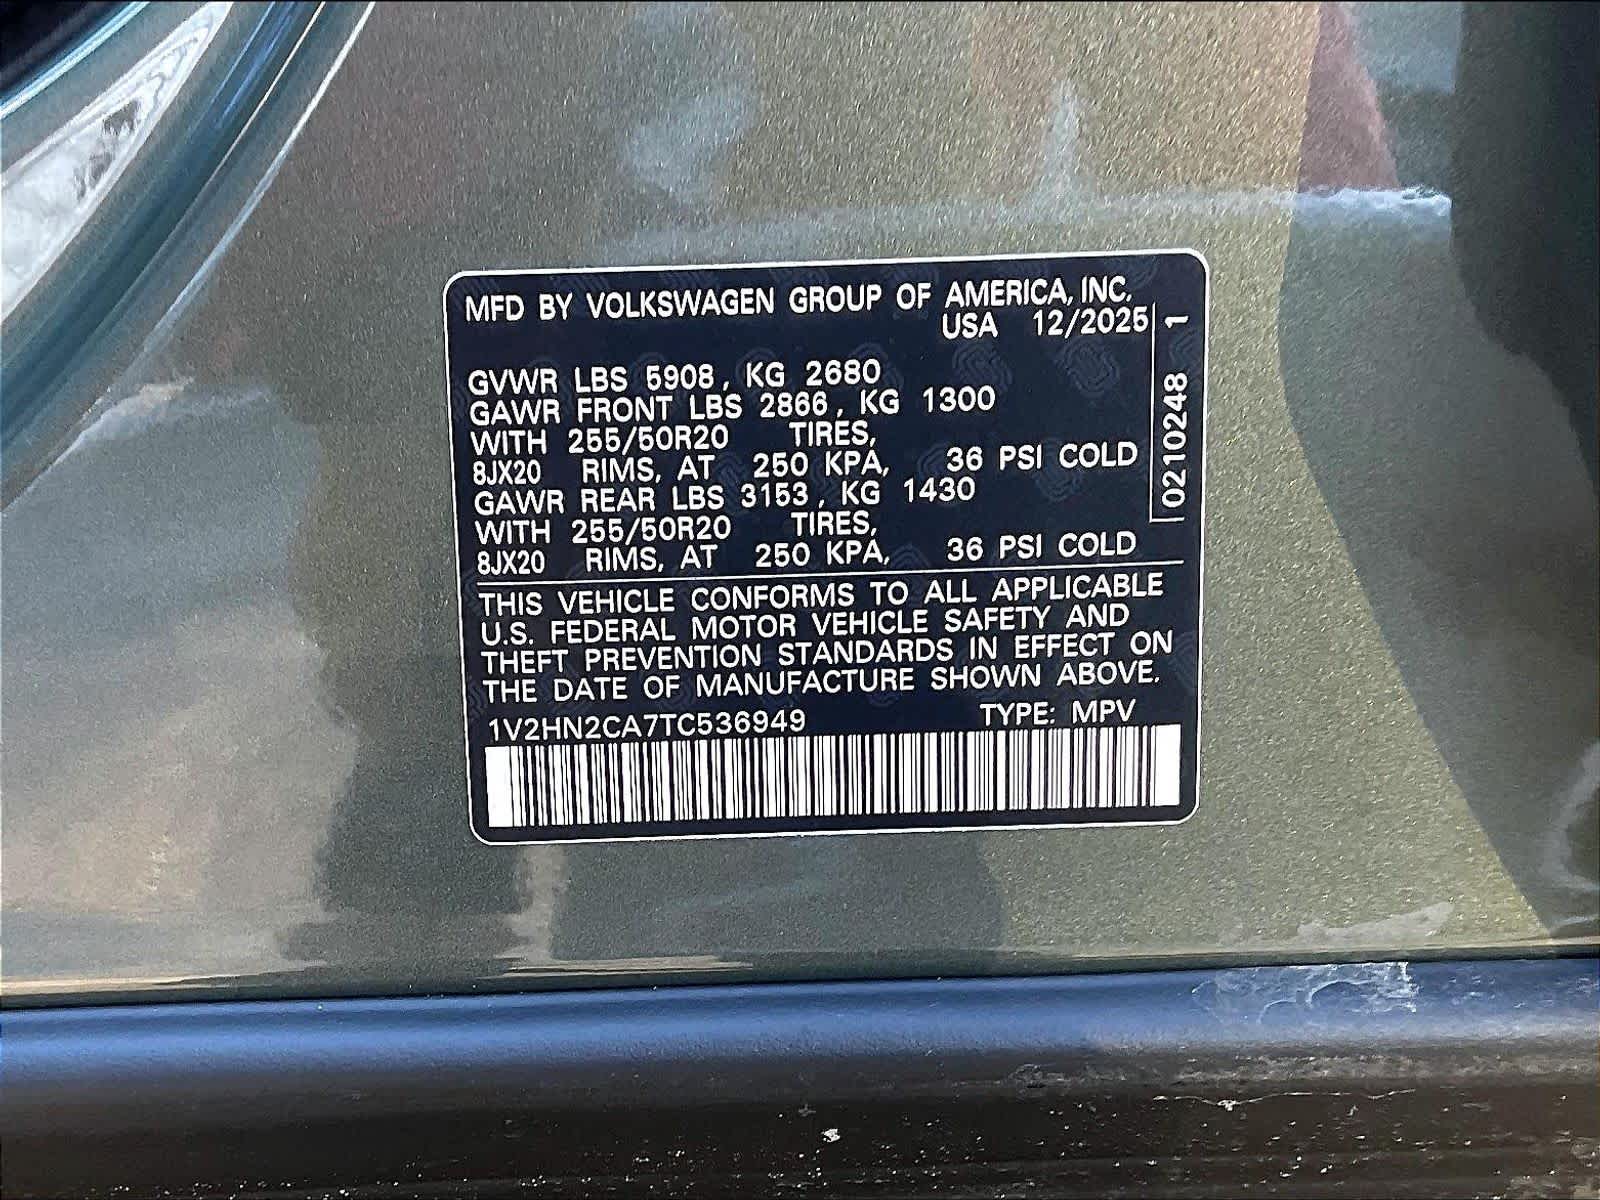 MFD BY VOLKSWAGEN GROUP OF AMERICA, INC.
USA 12/2025
GVWR LBS 5908, KG 2680
GAWR FRONT LBS 2866, KG 1300
WITH 255/50R20 TIRES,
8JX20 RIMS, AT 250 KPA, 36 PSI COLD
GAWR REAR LBS 3153, KG 1430
WITH 255/50R20 TIRES,
8JX20 RIMS, AT 250 KPA, 36 PSI COLD
THIS VEHICLE CONFORMS TO ALL APPLICABLE
U.S. FEDERAL MOTOR VEHICLE SAFETY AND
THEFT PREVENTION STANDARDS IN EFFECT ON
THE DATE OF MANUFACTURE SHOWN ABOVE.
1V2HN2CA7TC536949 TYPE: MPV
0210248 1